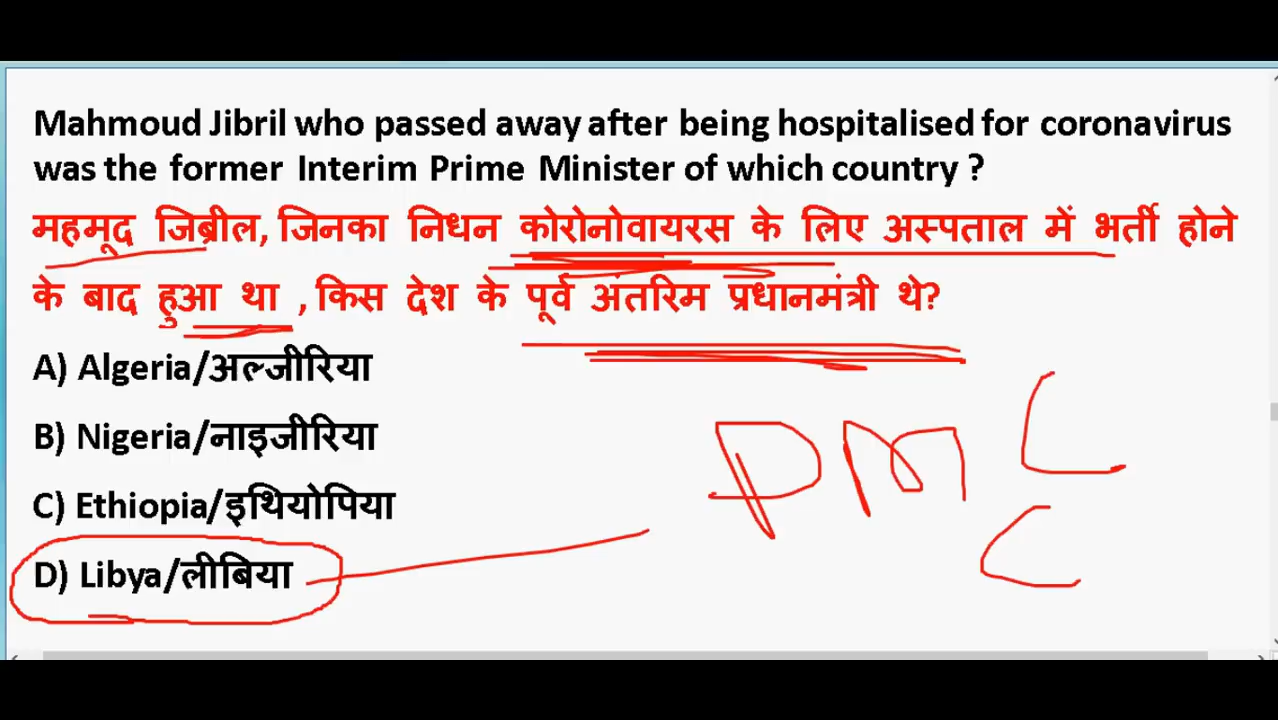 Mahmoud Jibril who passed away after being hospitalised for coronavirus
was the former Interim Prime Minister of which country ?
महमूद जिब्रील, जिनका निधन कोरोनोवायरस के लिए अस्पताल में भर्ती होने
के बाद हुआ था , किस देश के पूर्व अंतरिम प्रधानमंत्री थे?
A) Algeria/अल्जीरिया
B) Nigeria/नाइजीरिया
C) Ethiopia/इथियोपिया
D) Libya/लीबिया
PM